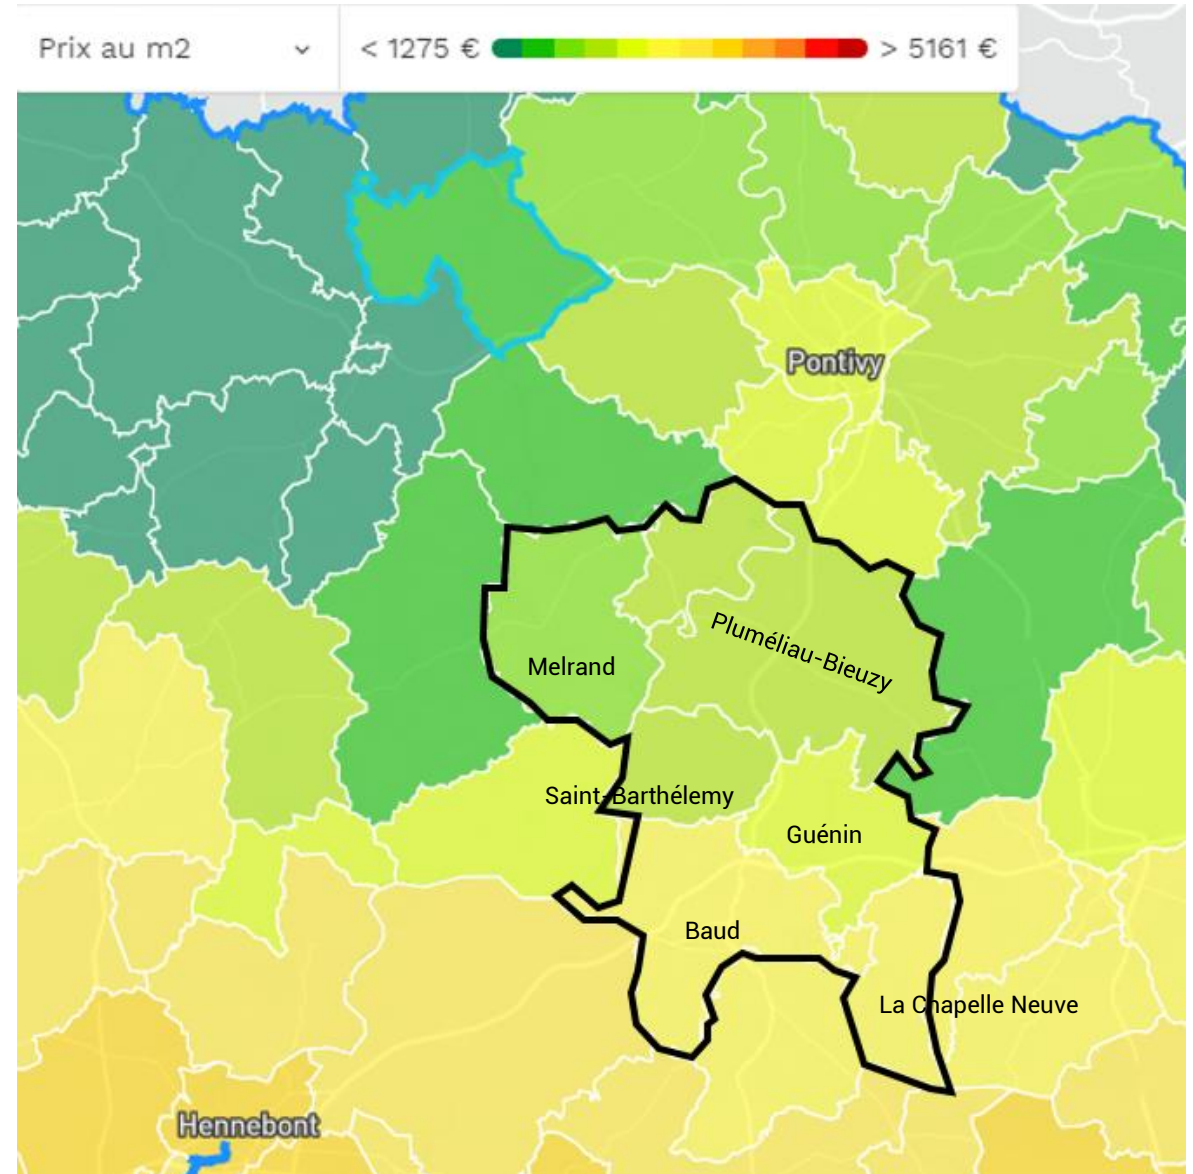 Prix au m2
< 1275 €
> 5161 €
Pontivy
Pluméliau-Bieuzy
Melrand
Saint-Barthélemy
Guénin
Baud
La Chapelle Neuve
Hennebont